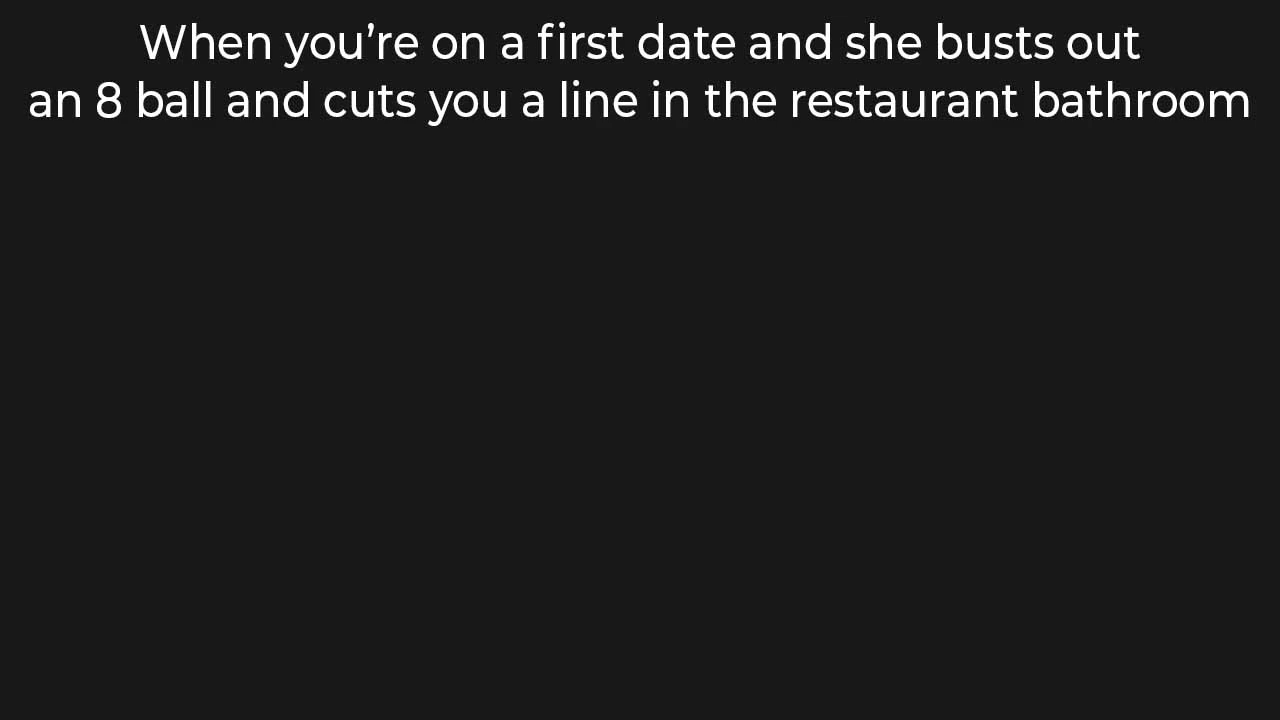 When you’re on a first date and she busts out
an 8 ball and cuts you a line in the restaurant bathroom